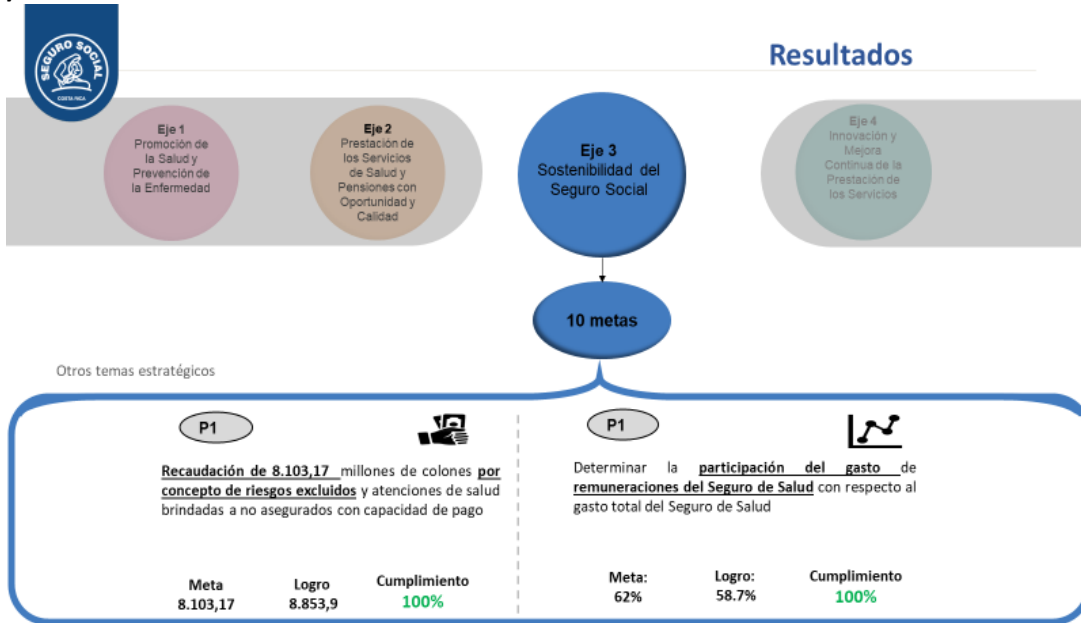 SEGURO SOCIAL
COSTA RICA
Resultados
Eje 1
Promoción de
la Salud y
Prevención de
la Enfermedad
Eje 2
Prestación de
los Servicios
de Salud y
Pensiones con
Oportunidad y
Calidad
Eje 3
Sostenibilidad del
Seguro Social
Eje 4
Innovación y
Mejora
Continua de la
Prestación de
los Servicios
10 metas
Otros temas estratégicos
P1
Recaudación de 8.103,17 millones de colones por
concepto de riesgos excluidos y atenciones de salud
brindadas a no asegurados con capacidad de pago
Meta Logro Cumplimiento
8.103,17 8.853,9 100%
P1
Determinar la participación del gasto de
remuneraciones del Seguro de Salud con respecto al
gasto total del Seguro de Salud
Meta: Logro: Cumplimiento
62% 58.7% 100%